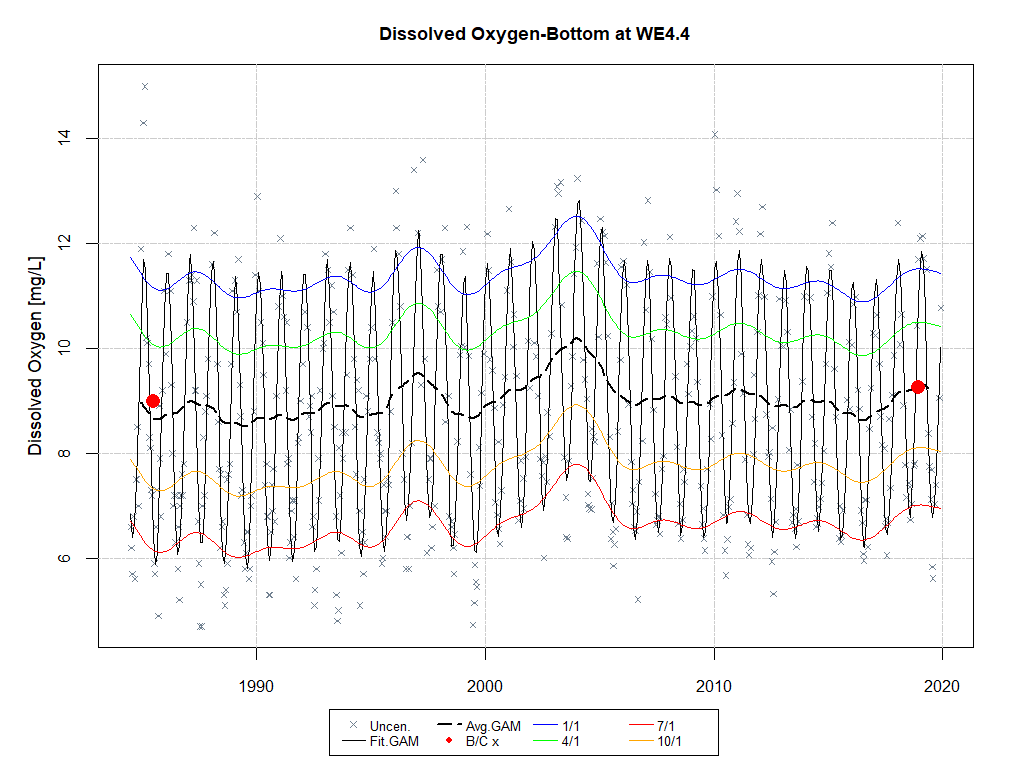 Dissolved Oxygen-Bottom at WE4.4
Dissolved Oxygen [mg/L]
14
12
10
8
6
1990 2000 2010 2020
Uncen. Avg.GAM 1/1 7/1
Fit.GAM B/C x 4/1 10/1